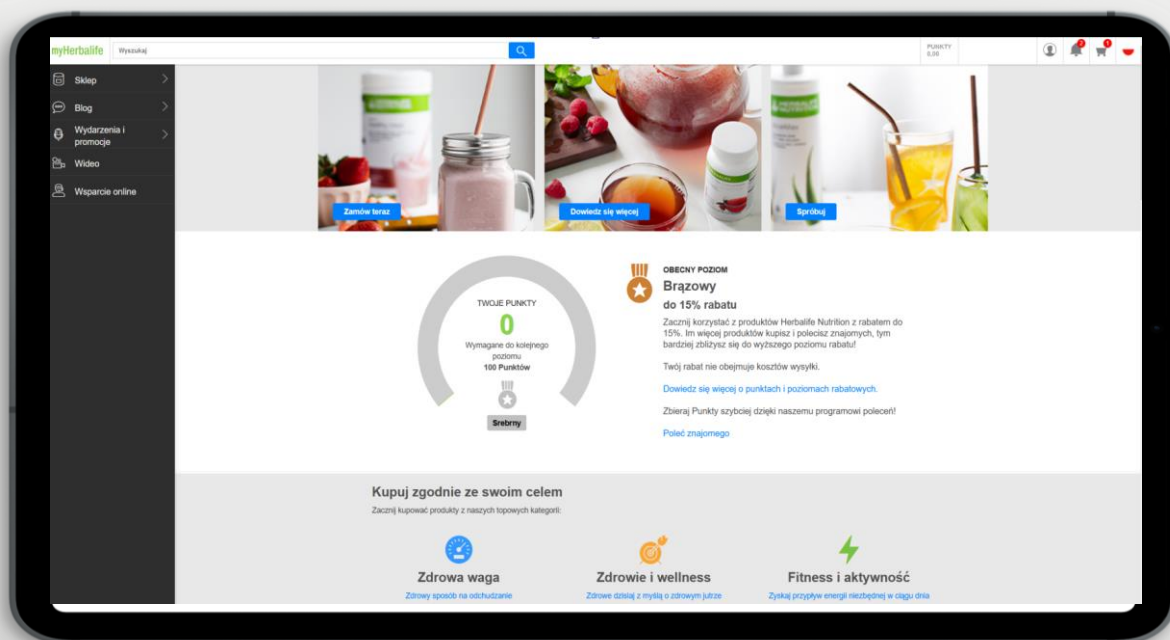 myHerbalife
Wyszukaj
PUNKTY
0,00
2
1
Sklep
Blog
Wydarzenia i
promocje
Wideo
Wsparcie online
HERBALIFE
NUTRITION
Zamów teraz
Dowiedz się więcej
Spróbuj
TWOJE PUNKTY
0
Wymagane do kolejnego
poziomu
100 Punktów
Srebrny
OBECNY POZIOM
Brązowy
do 15% rabatu
Zacznij korzystać z produktów Herbalife Nutrition z rabatem do
15%. Im więcej produktów kupisz i polecisz znajomych, tym
bardziej zbliżysz się do wyższego poziomu rabatu!
Twój rabat nie obejmuje kosztów wysyłki.
Dowiedz się więcej o punktach i poziomach rabatowych.
Zbieraj Punkty szybciej dzięki naszemu programowi poleceń!
Poleć znajomego
Kupuj zgodnie ze swoim celem
Zacznij kupować produkty z naszych topowych kategorii:
Zdrowa waga
Zdrowy sposób na odchudzanie
Zdrowie i wellness
Zdrowe dzisiaj z myślą o zdrowym jutrze
Fitness i aktywność
Zyskaj przypływ energii niezbędnej w ciągu dnia